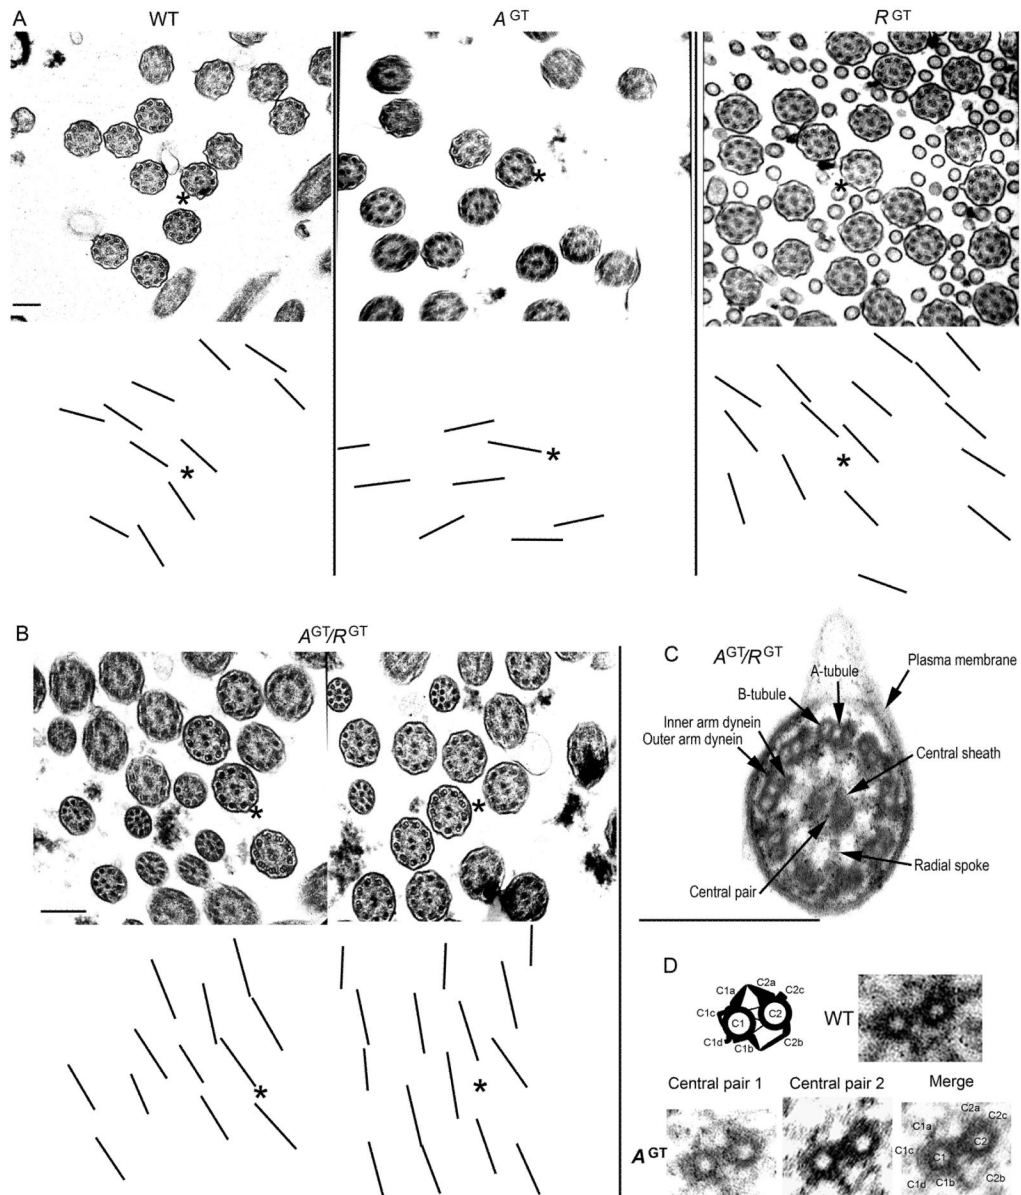 A
WT
A GT
R GT
*
*
*
*
*
*
B
A GT/R GT
*
*
*
*
C
A GT/R GT
Plasma membrane
A-tubule
B-tubule
Inner arm dynein
Outer arm dynein
Central sheath
Radial spoke
Central pair
D
C1a
C2a
C2c
C1c
C1
C2
C1d
C1b
C2b
WT
Central pair 1
Central pair 2
Merge
A GT
C2a
C2c
C1a
C2
C1c
C1
C1d
C1b
C2b